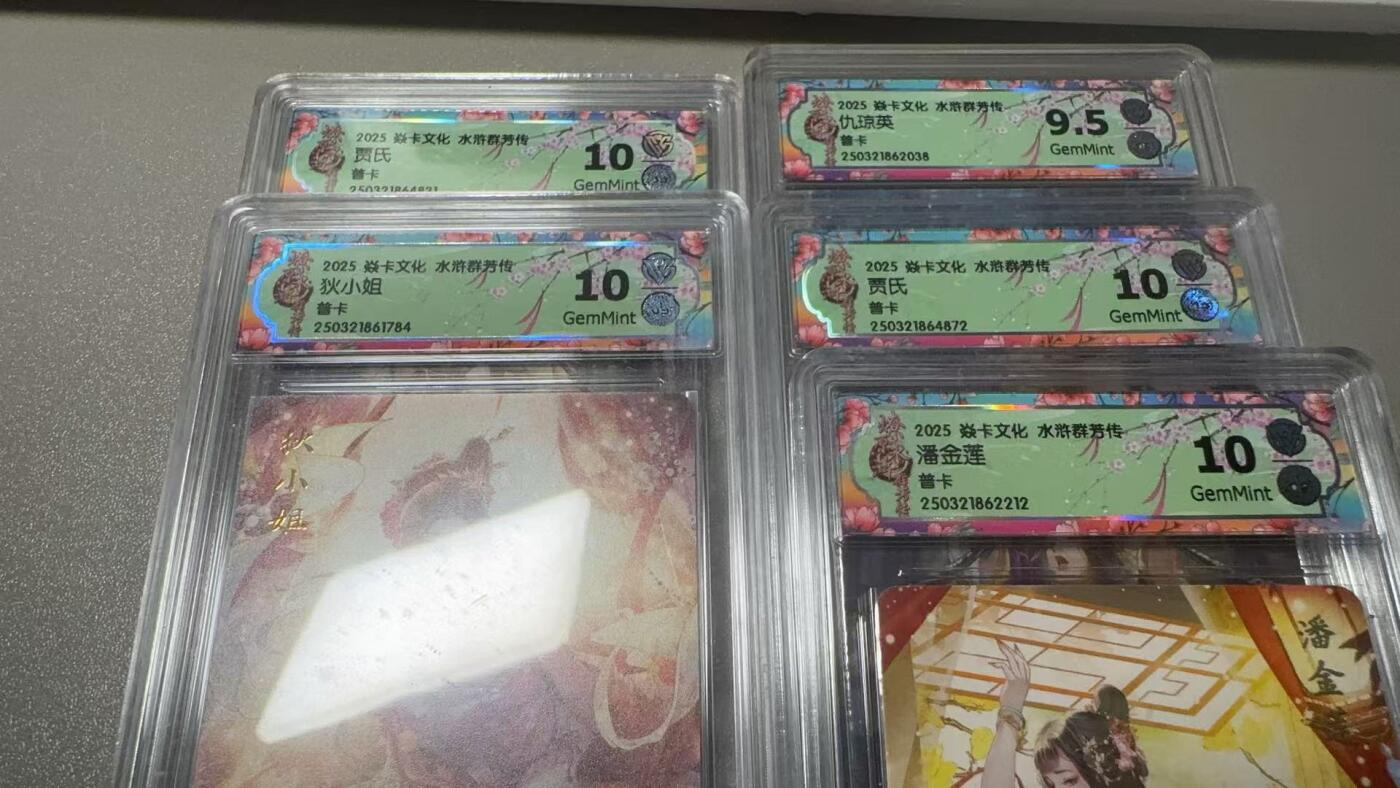 2025 焱卡文化 水浒群芳传
贾氏
普卡
250321864831
10
GemMint
2025 焱卡文化 水浒群芳传
仇琼英
普卡
250321862038
9.5
GemMint
2025 焱卡文化 水浒群芳传
狄小姐
普卡
250321861784
10
GemMint
2025 焱卡文化 水浒群芳传
贾氏
普卡
250321864872
10
GemMint
2025 焱卡文化 水浒群芳传
潘金莲
普卡
250321862212
10
GemMint
狄小姐
潘金莲